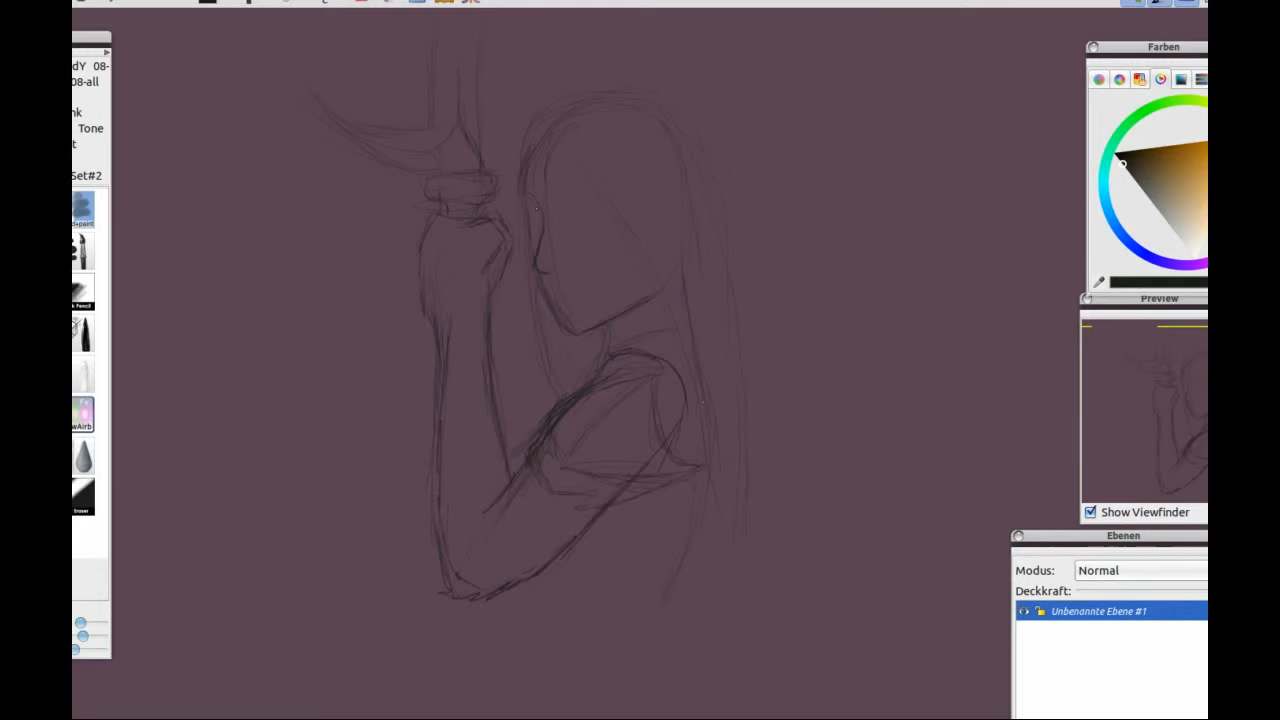 Farben
dY 08-
08-all
nk
Tone
t
Set#2
Preview
Show Viewfinder
Ebenen
Modus: Normal
Deckkraft:
Unbenannte Ebene #1
Eraser